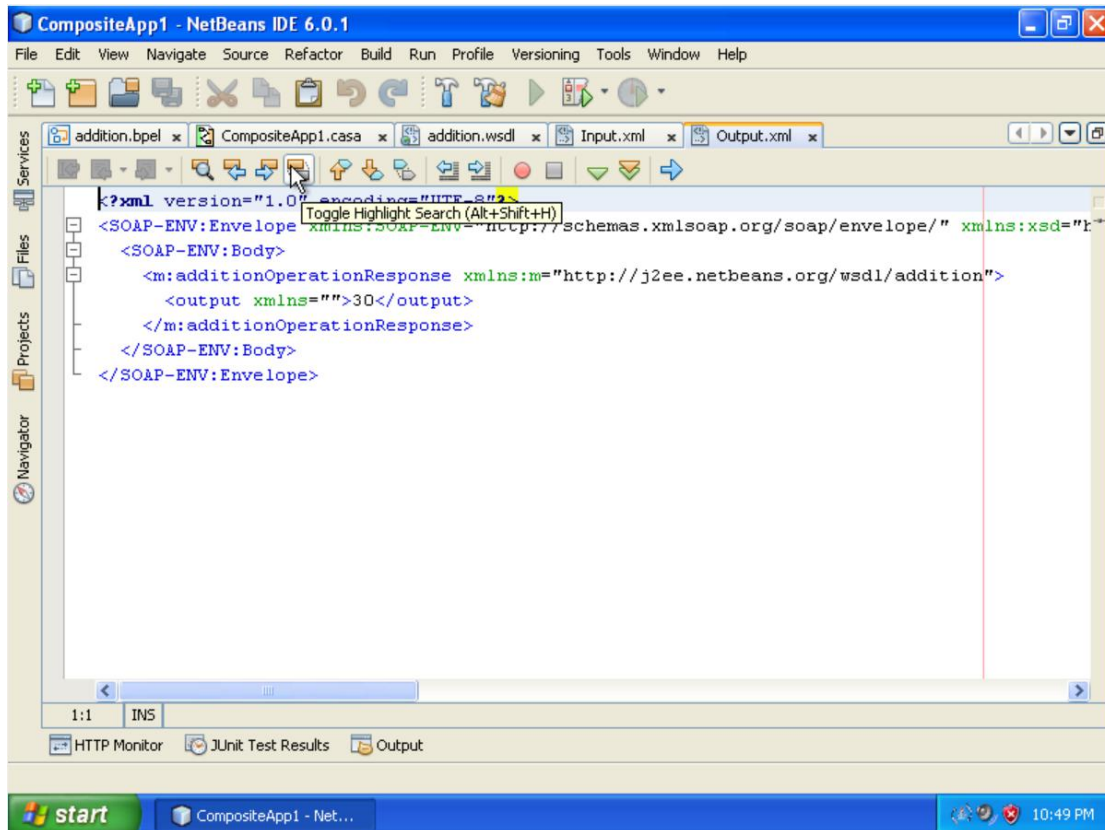 CompositeApp1 - NetBeans IDE 6.0.1
File Edit View Navigate Source Refactor Build Run Profile Versioning Tools Window Help
addition.bpel x CompositeApp1.casa x addition.wsdl x Input.xml x Output.xml x
Services
Files
Projects
Navigator
<?xml version="1.0" encoding="UTF-8"?>
Toggle Highlight Search (Alt+Shift+H)
<SOAP-ENV:Envelope xmlns:SOAP-ENV="http://schemas.xmlsoap.org/soap/envelope/" xmlns:xsd="h
<SOAP-ENV:Body>
<m:additionOperationResponse xmlns:m="http://j2ee.netbeans.org/wsdl/addition">
<output xmlns="">30</output>
</m:additionOperationResponse>
</SOAP-ENV:Body>
</SOAP-ENV:Envelope>
1:1 INS
HTTP Monitor JUnit Test Results Output
start CompositeApp1 - Net... 10:49 PM